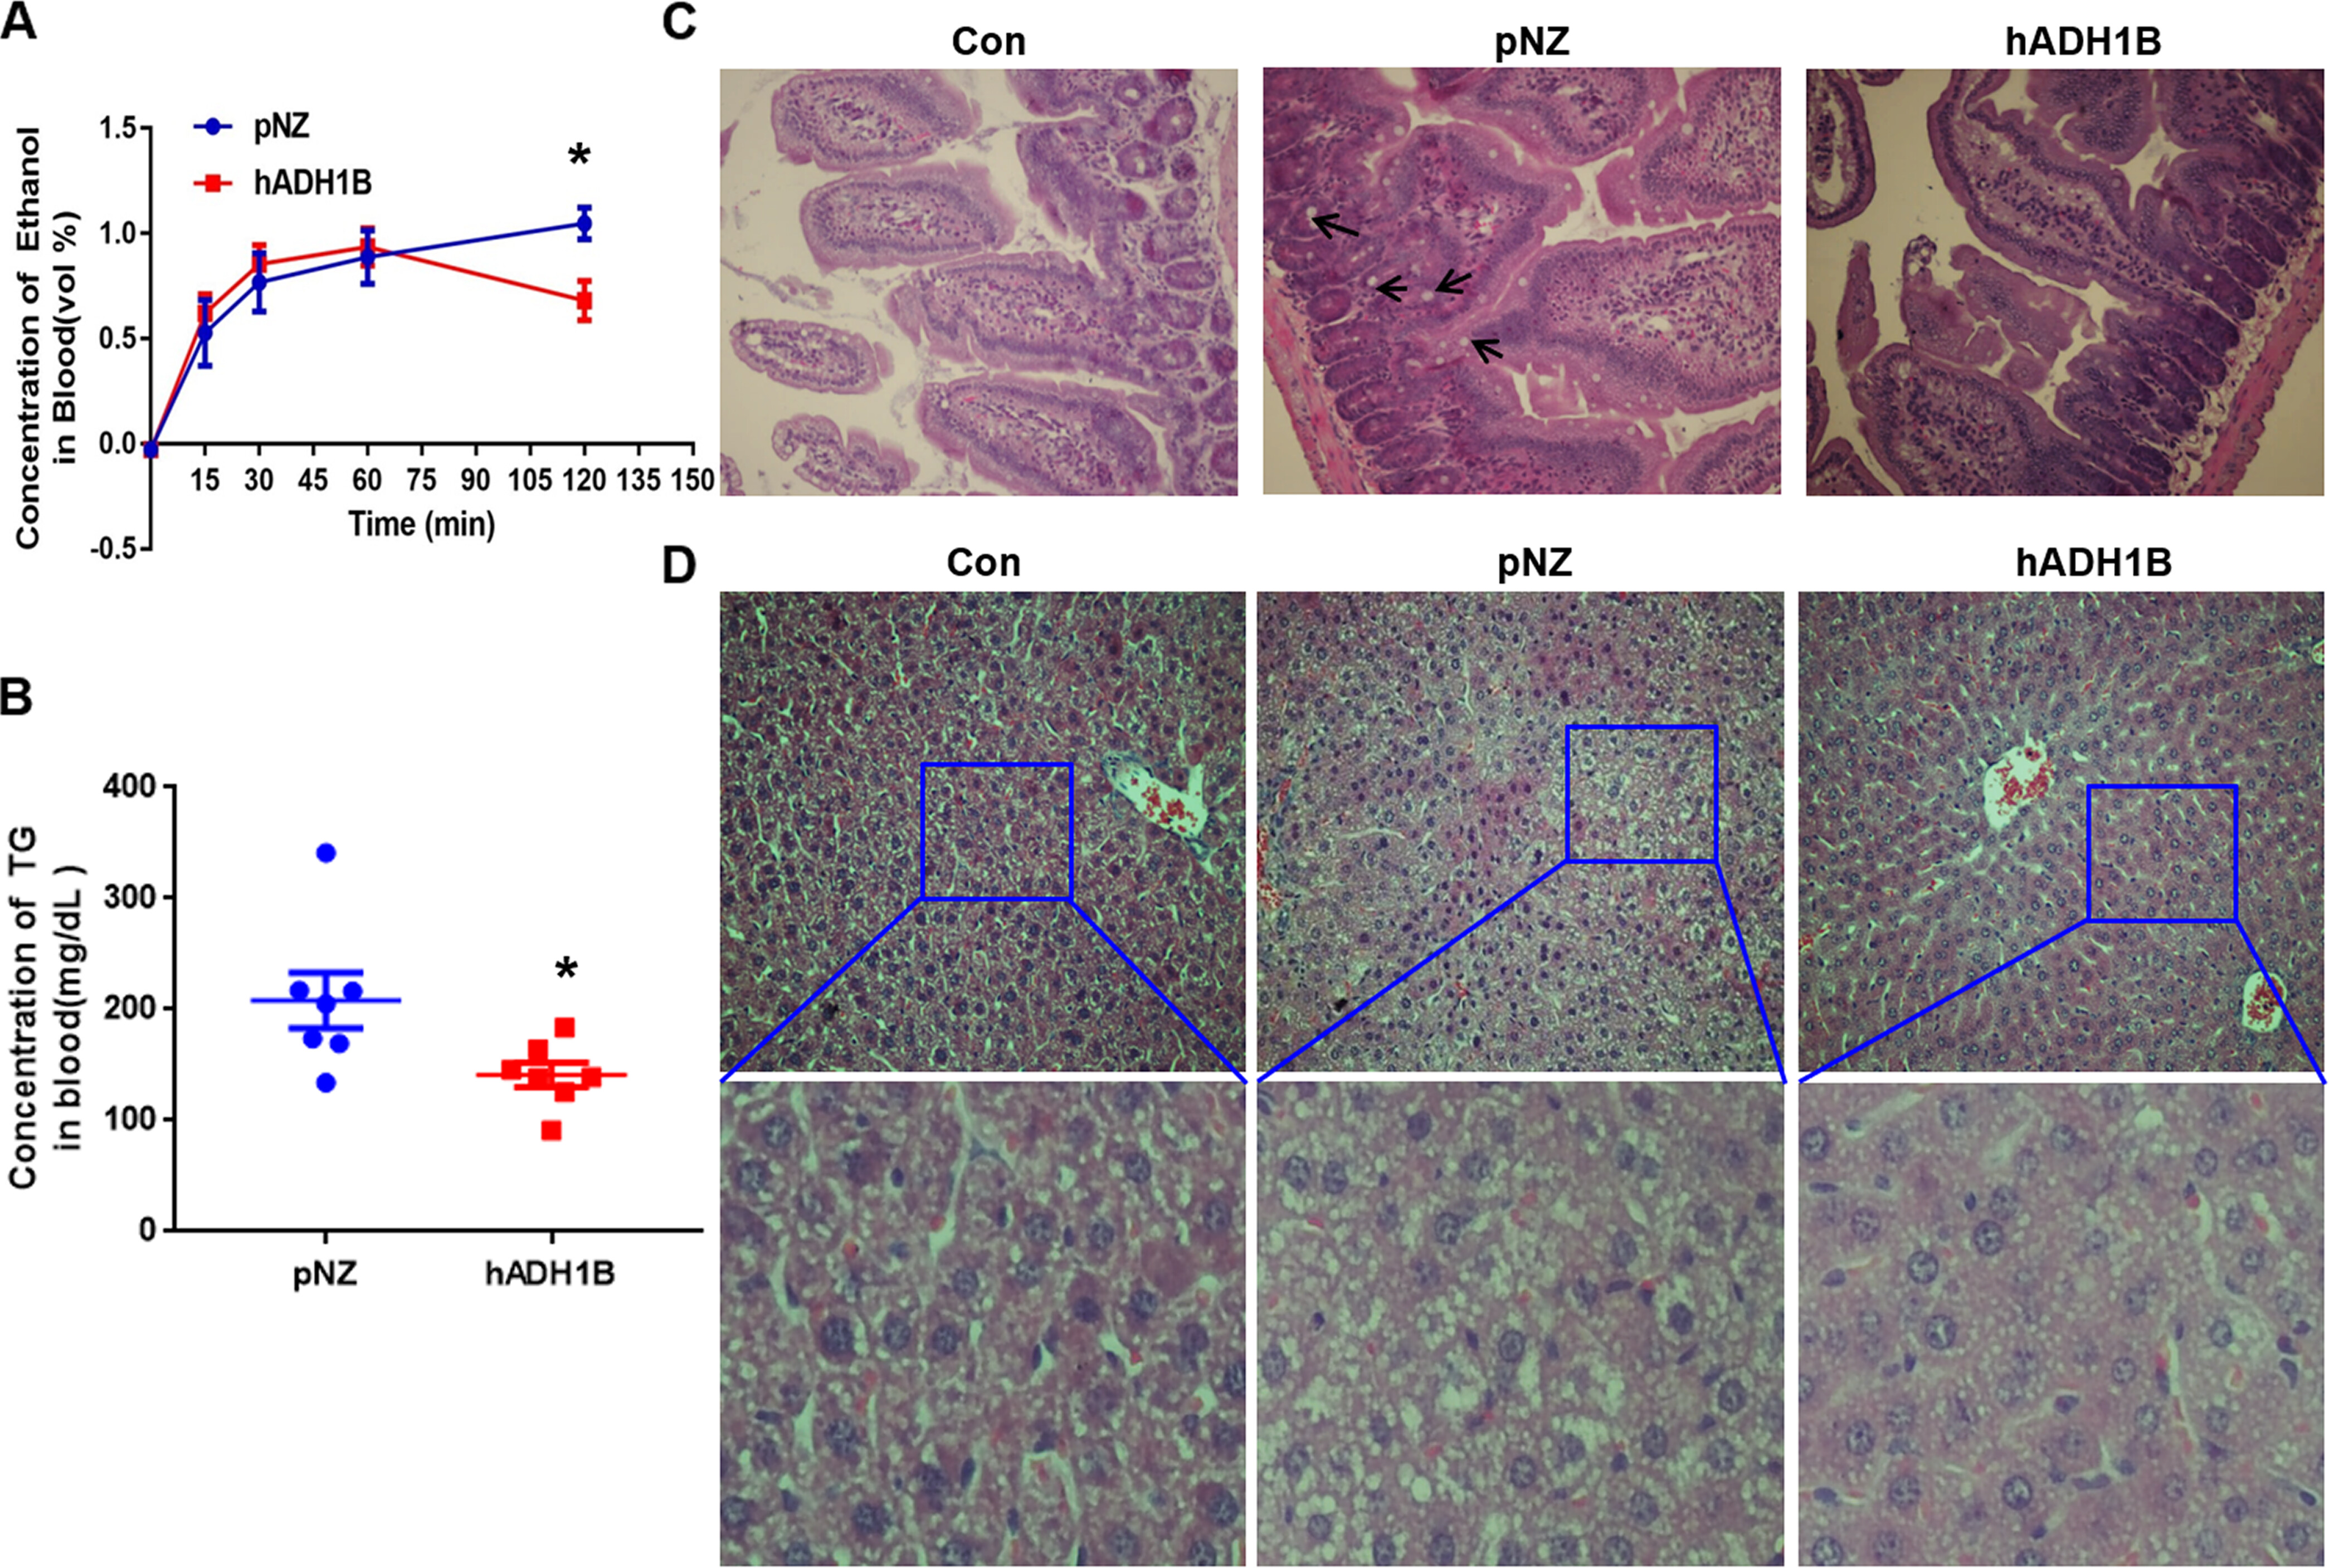 A
Concentration of Ethanol
in Blood(vol %)
pNZ
hADH1B
*
1.5
1.0
0.5
0.0
-0.5
15 30 45 60 75 90 105 120 135 150
Time (min)
B
Concentration of TG
in bloood(mg/dL )
400
300
200
100
0
*
pNZ hADH1B
C
Con pNZ hADH1B
D
Con pNZ hADH1B